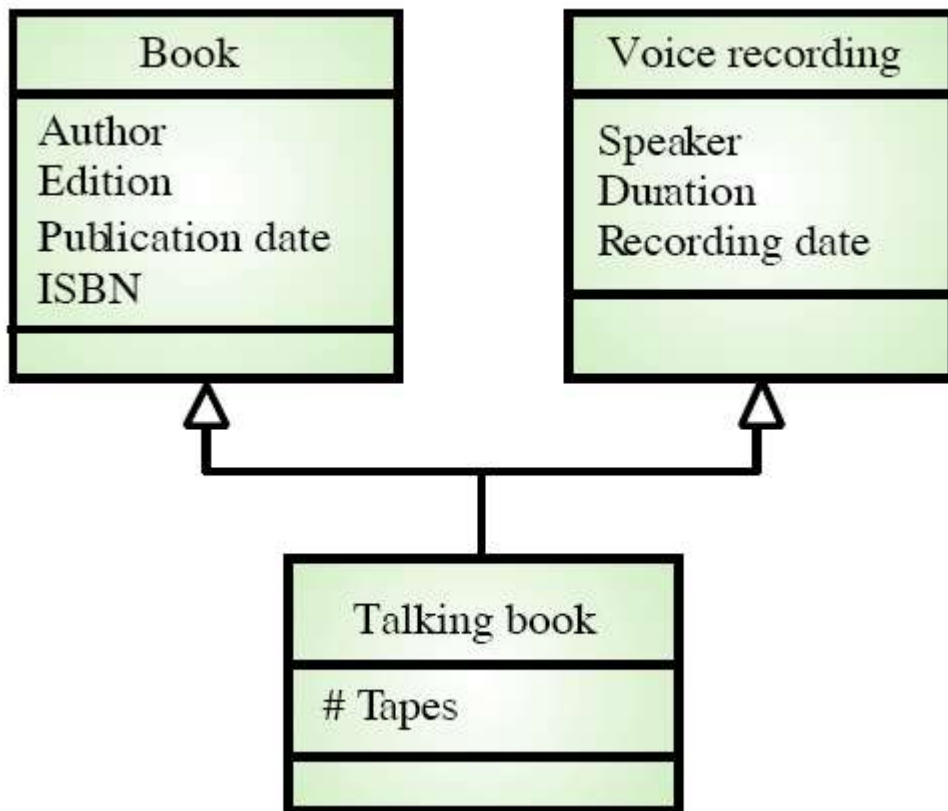 Book
Author
Edition
Publication date
ISBN
Voice recording
Speaker
Duration
Recording date
Talking book
# Tapes